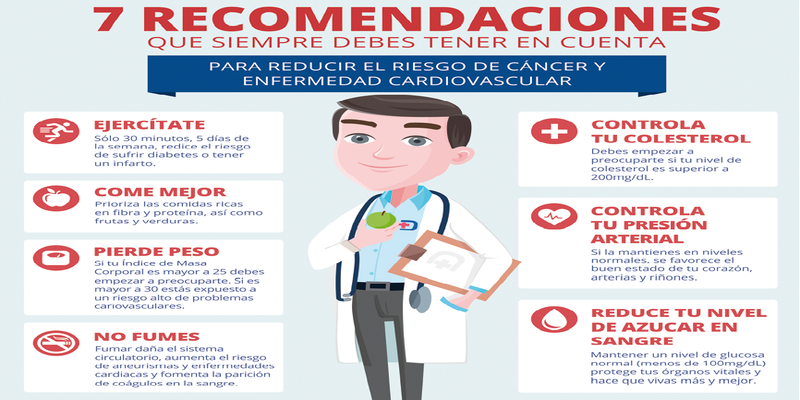 7 RECOMENDACIONES
QUE SIEMPRE DEBES TENER EN CUENTA
PARA REDUCIR EL RIESGO DE CÁNCER Y
ENFERMEDAD CARDIOVASCULAR
EJERCÍTATE
Sólo 30 minutos, 5 días de
la semana, redice el riesgo
de sufrir diabetes o tener
un infarto.
COME MEJOR
Prioriza las comidas ricas
en fibra y proteína, así como
frutas y verduras.
PIERDE PESO
Si tu Índice de Masa
Corporal es mayor a 25 debes
empezar a preocuparte. Si es
mayor a 30 estás expuesto a
un riesgo alto de problemas
cariovasculares.
NO FUMES
Fumar daña el sistema
circulatorio, aumenta el riesgo
de aneurismas y enfermedades
cardiacas y fomenta la parición
de coágulos en la sangre.
CONTROLA
TU COLESTEROL
Debes empezar a
preocuparte si tu nivel de
colesterol es superior a
200mg/dL.
CONTROLA
TU PRESIÓN
ARTERIAL
Si la mantienes en niveles
normales, se favorece el
buen estado de tu corazón,
arterias y riñones.
REDUCE TU NIVEL
DE AZUCAR EN
SANGRE
Mantener un nivel de glucosa
normal (menos de 100mg/dL)
protege tus órganos vitales y
hace que vivas más y mejor.